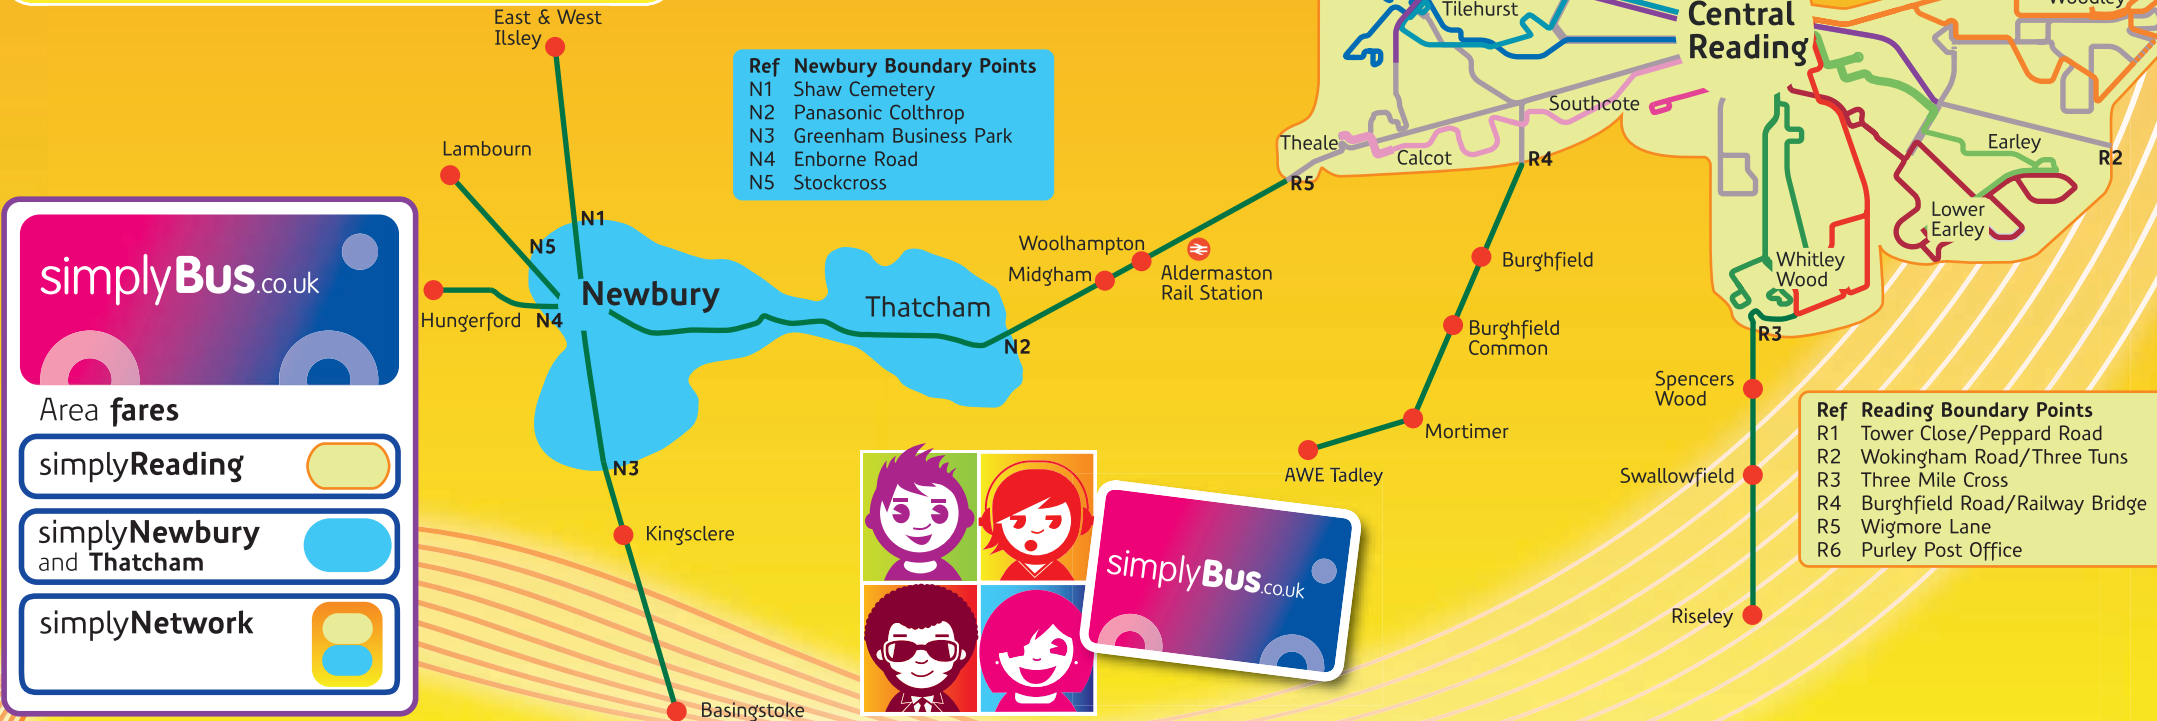 East & West
Ilsley
Lambourn
N1
N5
Newbury
Hungerford
N4
Thatcham
N2
N3
Kingsclere
Basingstoke
Ref Newbury Boundary Points
N1 Shaw Cemetery
N2 Panasonic Colthrop
N3 Greenham Business Park
N4 Enborne Road
N5 Stockcross
simplyBus.co.uk
Area fares
simplyReading
simplyNewbury
and Thatcham
simplyNetwork
Woolhampton
Midgham
Aldermaston
Rail Station
Tilehurst
Central
Reading
Woodley
Southcote
Theale
Calcot
R5
R4
Earley
R2
Lower
Earley
Whitley
Wood
R3
Burghfield
Burghfield
Common
Mortimer
AWE Tadley
Spencers
Wood
Swallowfield
Riseley
simplyBus.co.uk
Ref Reading Boundary Points
R1 Tower Close/Peppard Road
R2 Wokingham Road/Three Tuns
R3 Three Mile Cross
R4 Burghfield Road/Railway Bridge
R5 Wigmore Lane
R6 Purley Post Office